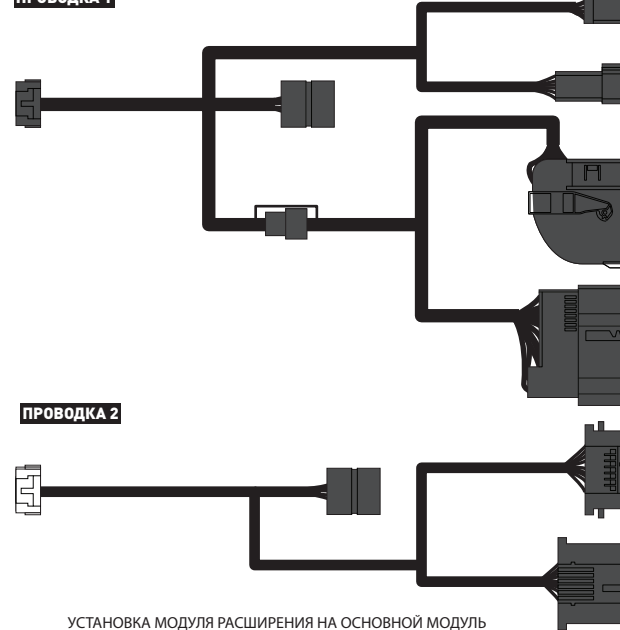 ПРОВОДКА 1
ПРОВОДКА 2
УСТАНОВКА МОДУЛЯ РАСШИРЕНИЯ НА ОСНОВНОЙ МОДУЛЬ